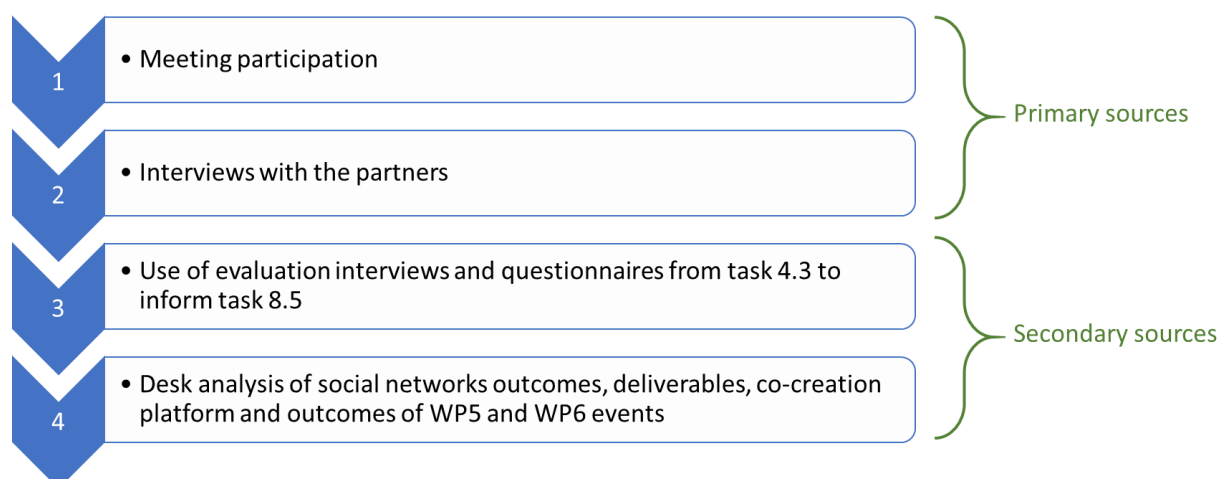 1
• Meeting participation
2
• Interviews with the partners
Primary sources
3
• Use of evaluation interviews and questionnaires from task 4.3 to
inform task 8.5
4
• Desk analysis of social networks outcomes, deliverables, co-creation
platform and outcomes of WP5 and WP6 events
Secondary sources